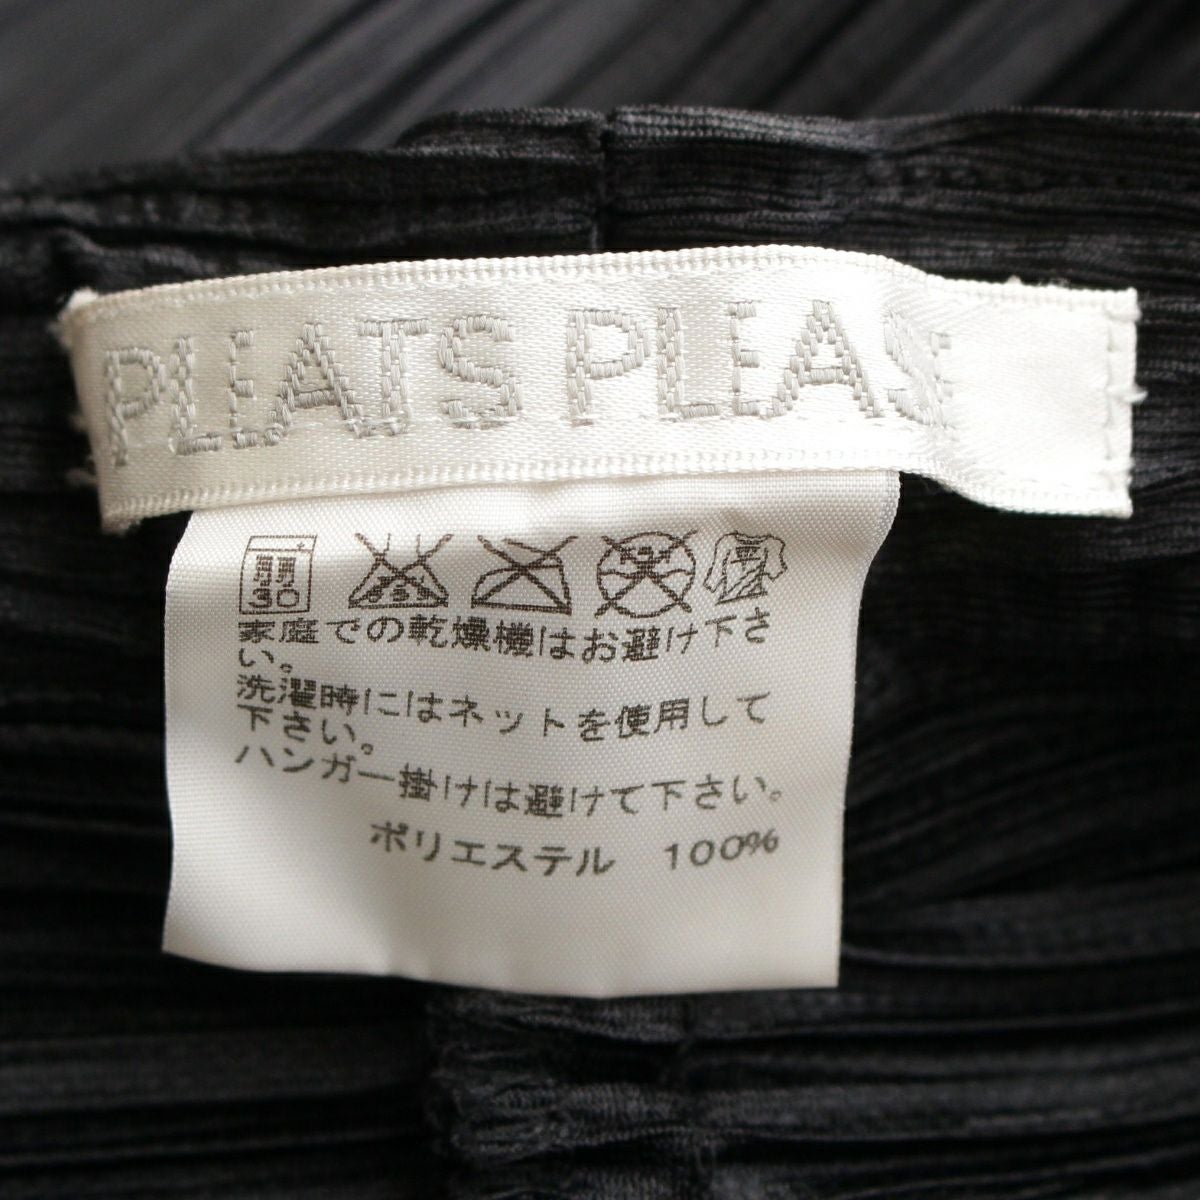 PLEATS PLEAS
弱
30
家庭での乾燥機はお避け下さ
い。
洗濯時にはネットを使用して
下さい。
ハンガー掛けは避けて下さい。
ポリエステル 100%